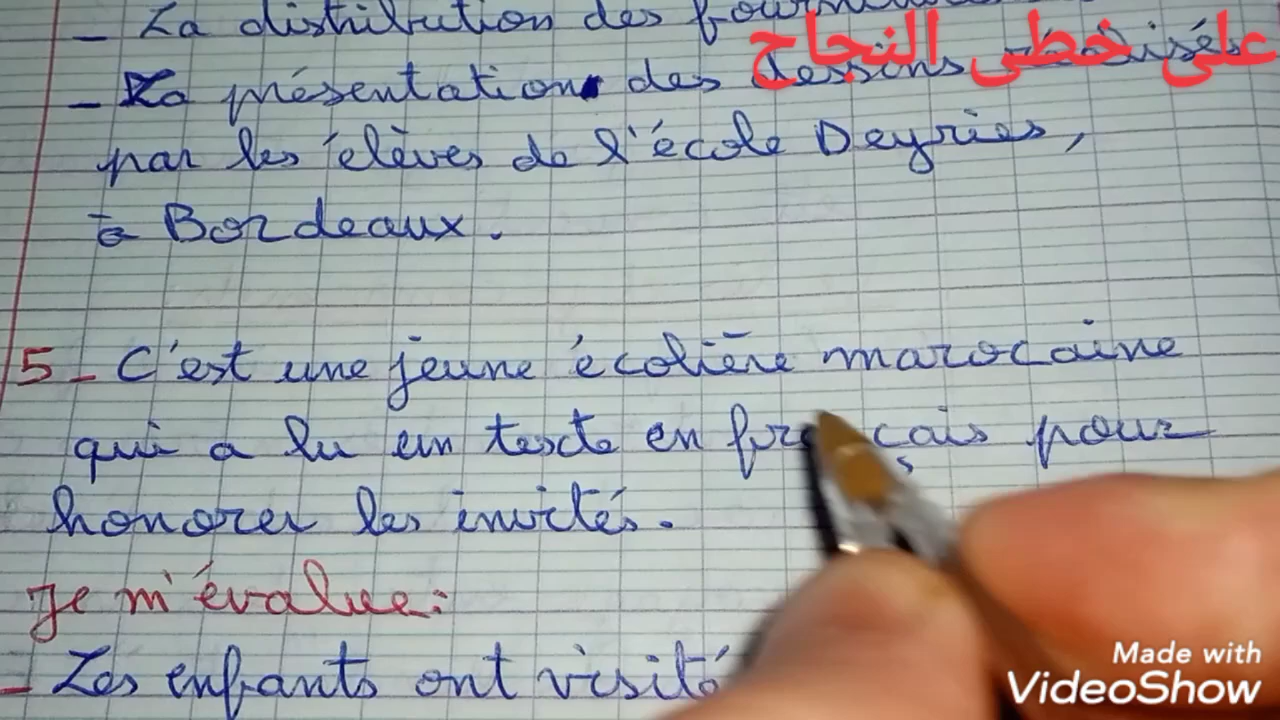 - La distribution des
على خطى النجاح
- La présentation des dessins
par les élèves de l'école Deyries,
à Bordeaux.
5- C'est une jeune écolière marocaine
qui a lu un texte en français pour
honorer les invités.
Je m'évalue:
- Les enfants ont visité
Made with
VideoShow